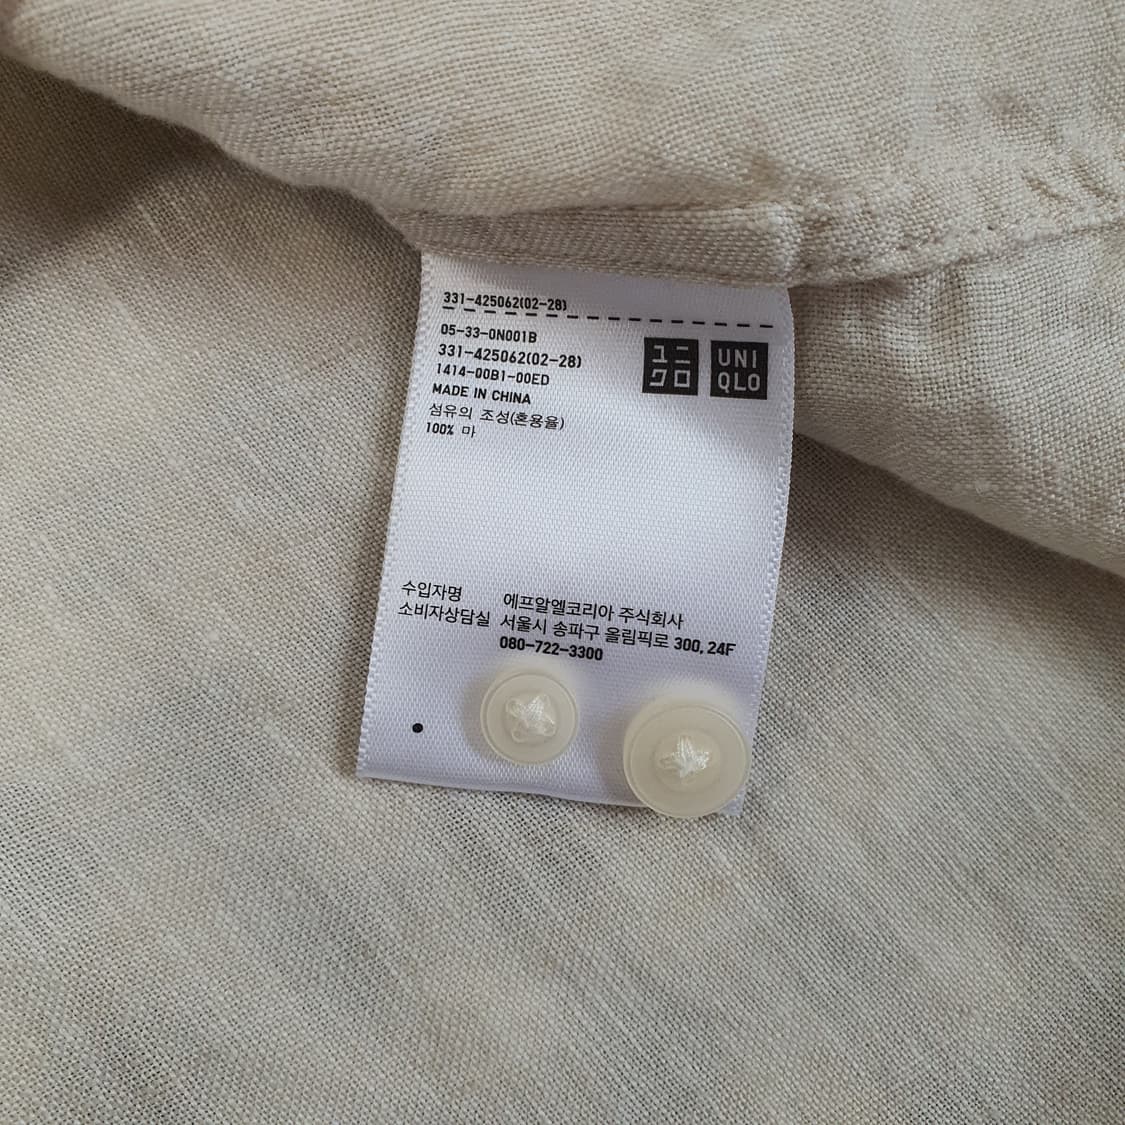 331-425062(02-28)
05-33-0N001B
331-425062(02-28)
1414-00B1-00ED
MADE IN CHINA
섬유의 조성(혼용율)
100% 마
ユニ
クロ
UNI
QLO
수입자명 에프알엘코리아 주식회사
소비자상담실 서울시 송파구 올림픽로 300, 24F
080-722-3300